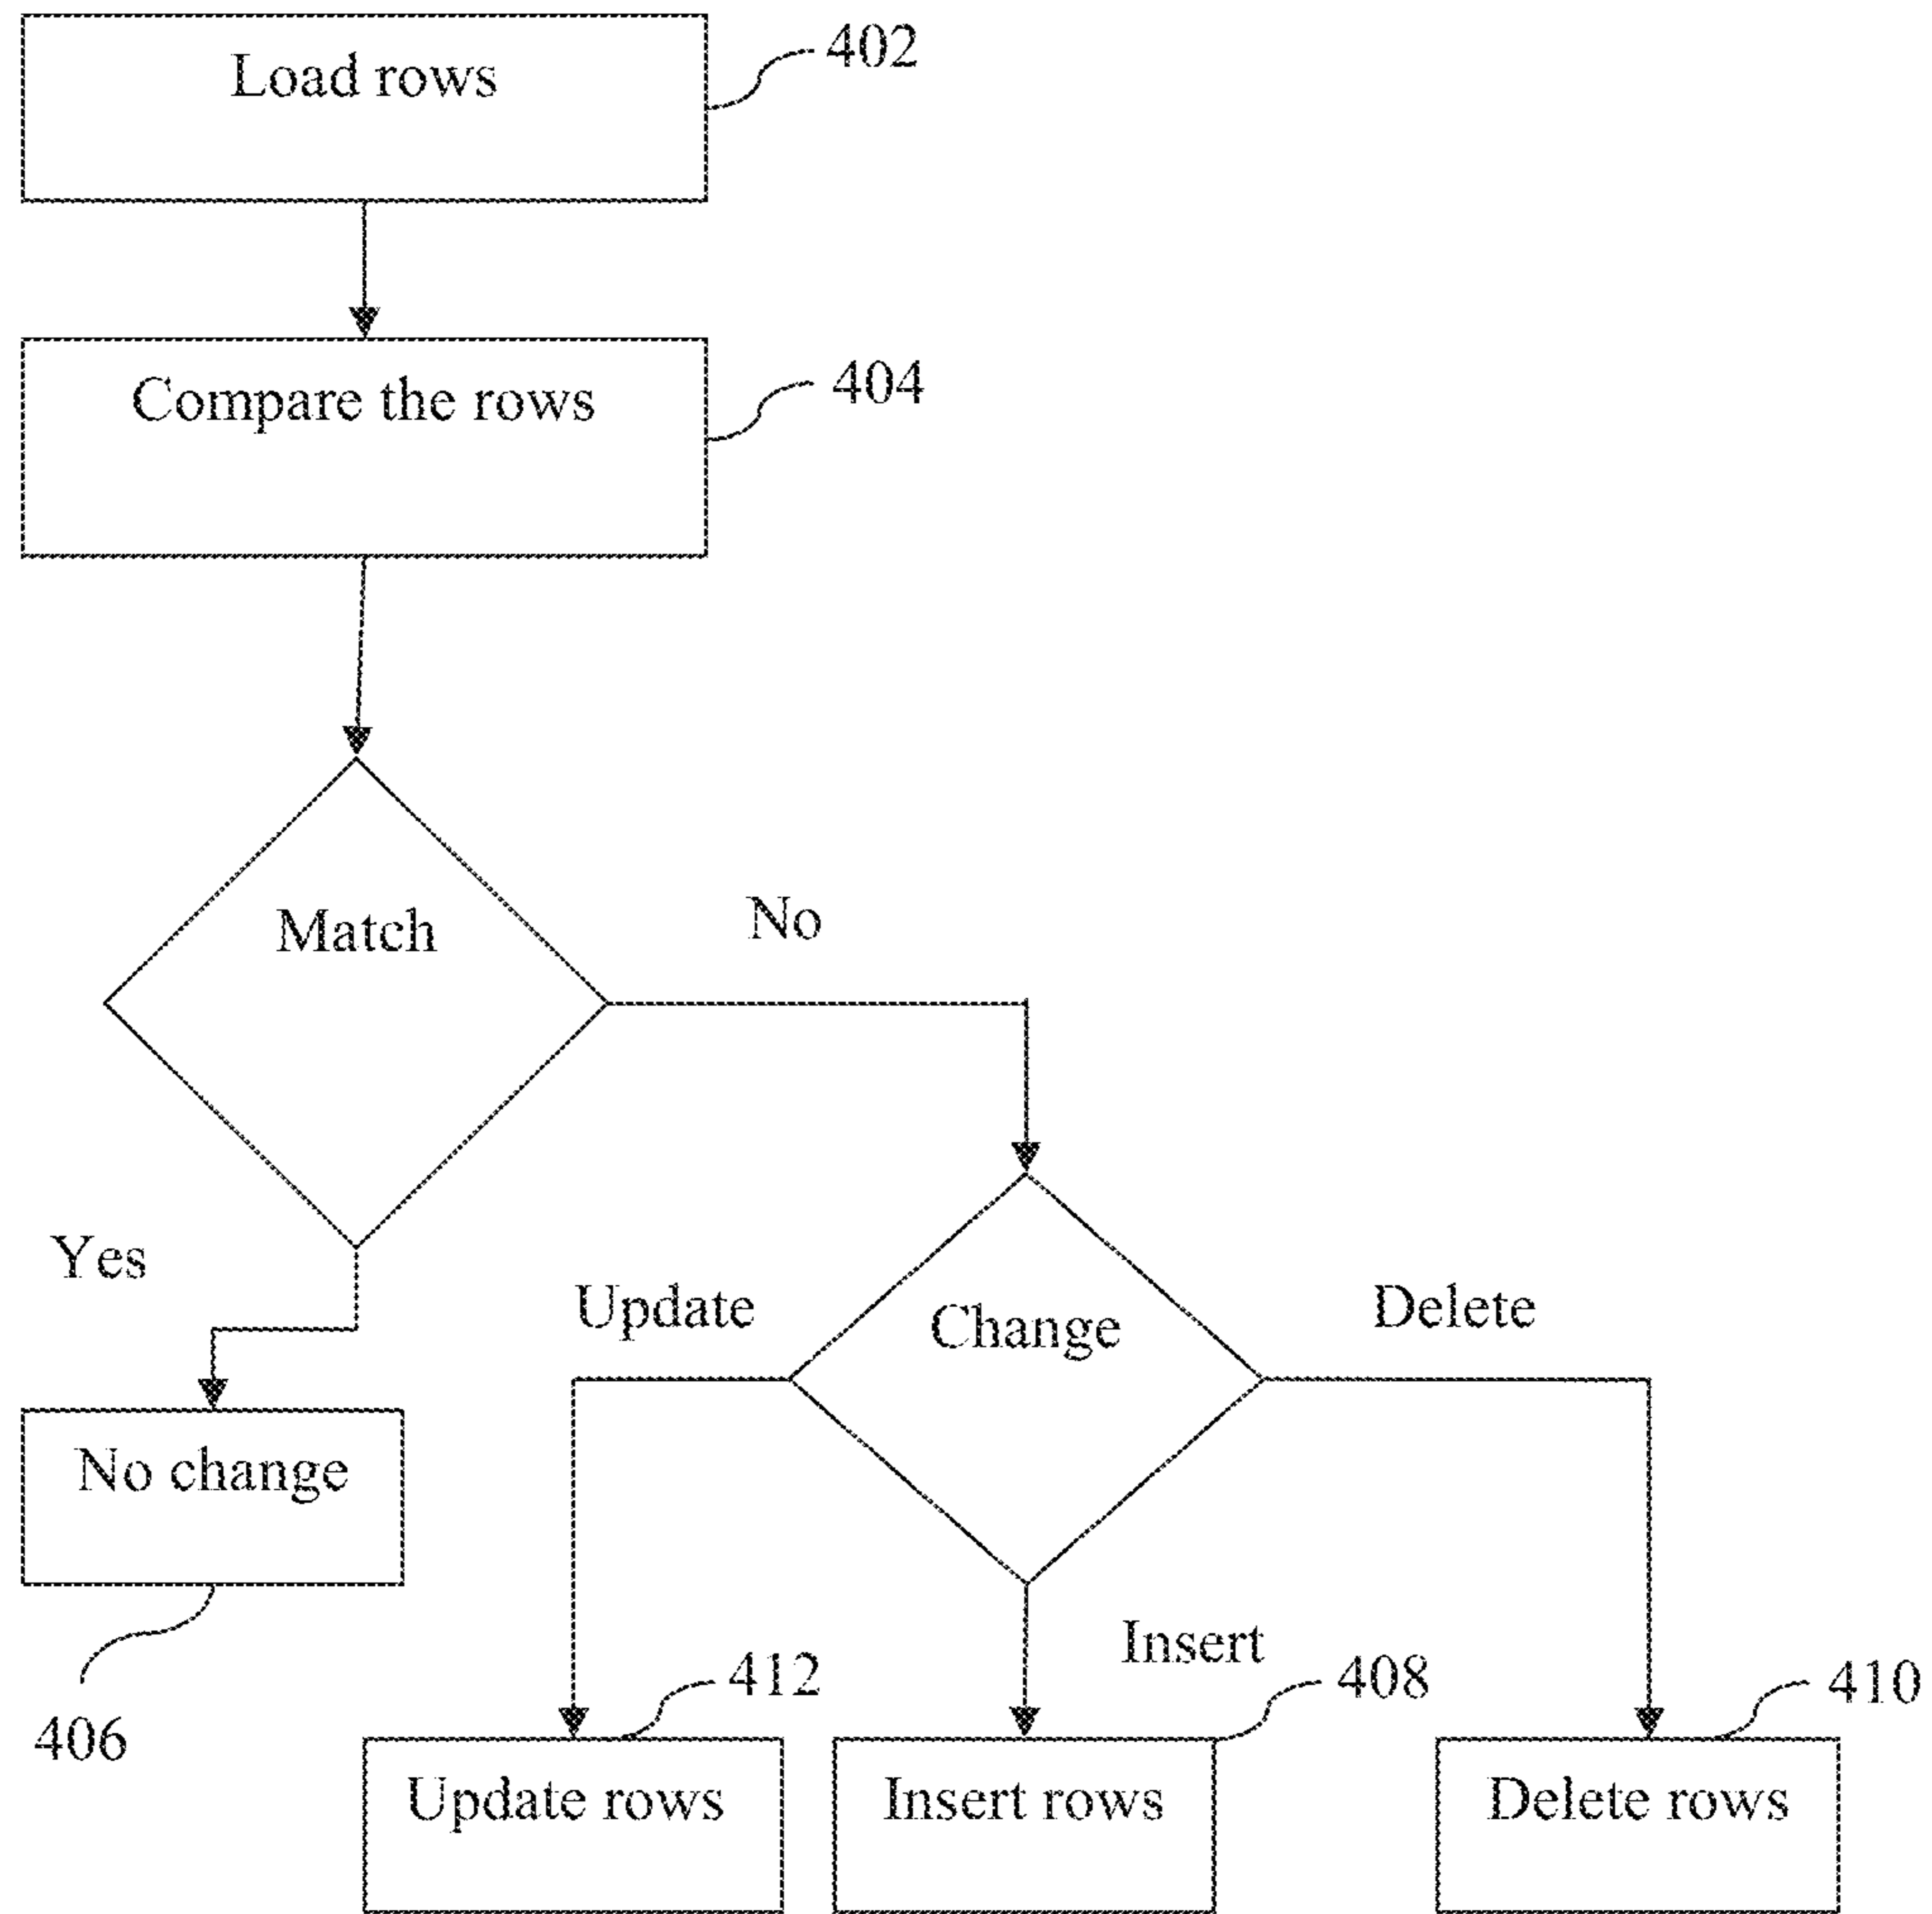 Load rows
402
Compare the rows
404
Match
No
Yes
Update
Change
Delete
No change
406
Insert
412
408
410
Update rows
Insert rows
Delete rows